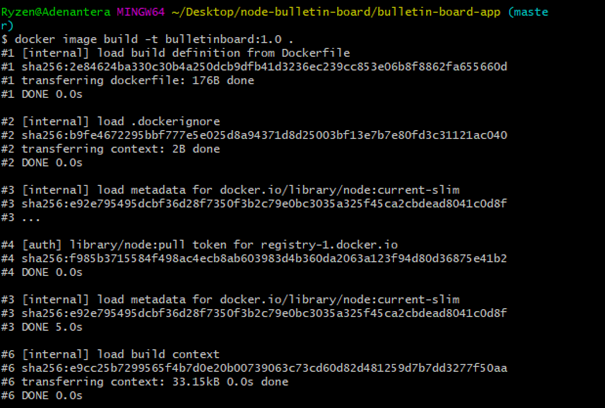 Ryzen@Adenantera MINGW64 ~/Desktop/node-bulletin-board/bulletin-board-app (maste
r)
$ docker image build -t bulletinboard:1.0 .
#1 [internal] load build definition from Dockerfile
#1 sha256:2e84624ba330c30b4a250dcb9dfb41d3236ec239cc853e06b8f8862fa655660d
#1 transferring dockerfile: 176B done
#1 DONE 0.0s

#2 [internal] load .dockerignore
#2 sha256:b9fe4672295bbf777e5e025d8a94371d8d25003bf13e7b7e80fd3c31121ac040
#2 transferring context: 2B done
#2 DONE 0.0s

#3 [internal] load metadata for docker.io/library/node:current-slim
#3 sha256:e92e795495dcbf36d28f7350f3b2c79e0bc3035a325f45ca2cbdead8041c0d8f
#3 ...

#4 [auth] library/node:pull token for registry-1.docker.io
#4 sha256:f985b3715584f498ac4ecb8ab603983d4b360da2063a123f94d80d36875e41b2
#4 DONE 0.0s

#3 [internal] load metadata for docker.io/library/node:current-slim
#3 sha256:e92e795495dcbf36d28f7350f3b2c79e0bc3035a325f45ca2cbdead8041c0d8f
#3 DONE 5.0s

#6 [internal] load build context
#6 sha256:e9cc25b7299565f4b7d0e20b00739063c73cd60d82d481259d7b7dd3277f50aa
#6 transferring context: 33.15kB 0.0s done
#6 DONE 0.0s